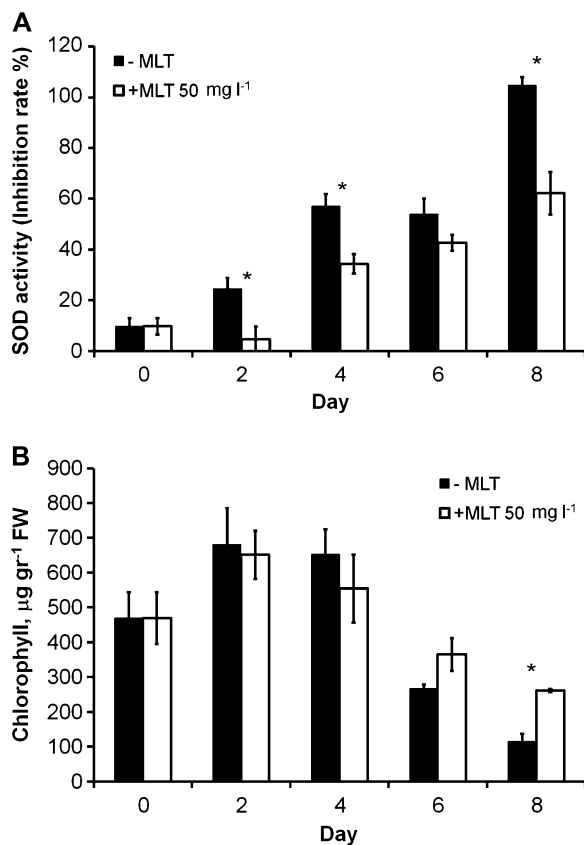 A
SOD activity (Inhibition rate %)
120
100
80
60
40
20
0
- MLT
+MLT 50 mg l⁻¹
*
*
*
0 2 4 6 8
Day
B
Chlorophyll, µg gr⁻¹ FW
900
800
700
600
500
400
300
200
100
0
- MLT
+MLT 50 mg l⁻¹
*
0 2 4 6 8
Day